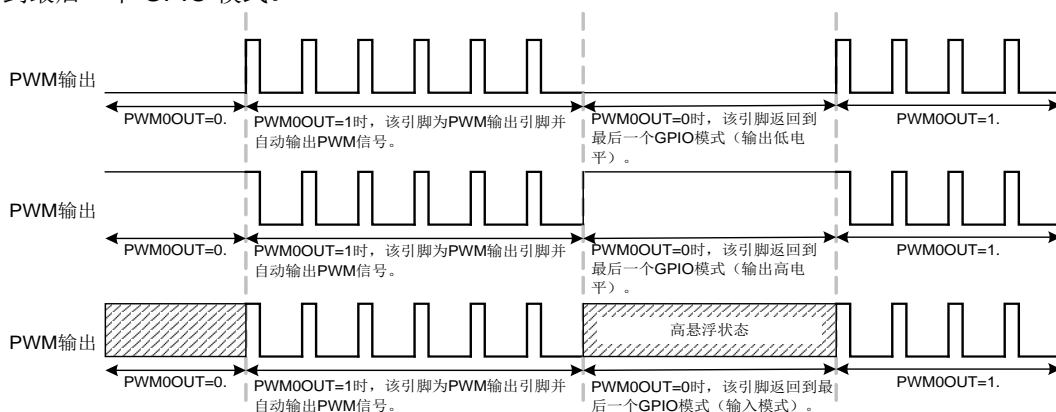 到最后一个 GPIO 模式.
PWM输出
PWM0OUT=0.
PWM0OUT=1时，该引脚为PWM输出引脚并
自动输出PWM信号。
PWM0OUT=0时，该引脚返回到
最后一个GPIO模式（输出低电
平）。
PWM0OUT=1.
PWM输出
PWM0OUT=0.
PWM0OUT=1时，该引脚为PWM输出引脚并
自动输出PWM信号。
PWM0OUT=0时，该引脚返回到
最后一个GPIO模式（输出高电
平）。
PWM0OUT=1.
PWM输出
高悬浮状态
PWM0OUT=0.
PWM0OUT=1时，该引脚为PWM输出引脚并
自动输出PWM信号。
PWM0OUT=0时，该引脚返回到最
后一个GPIO模式（输入模式）。
PWM0OUT=1.